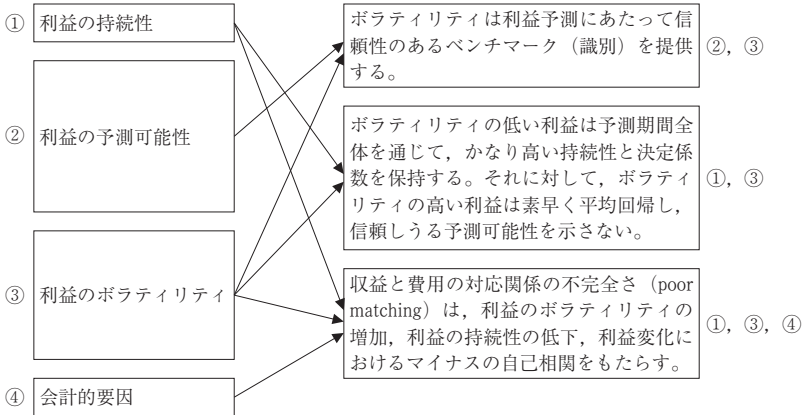 ① 利益の持続性
② 利益の予測可能性
③ 利益のボラティリティ
④ 会計的要因
ボラティリティは利益予測にあたって信
頼性のあるベンチマーク（識別）を提供
する。
②，③
ボラティリティの低い利益は予測期間全
体を通じて，かなり高い持続性と決定係
数を保持する。それに対して，ボラティ
リティの高い利益は素早く平均回帰し，
信頼しうる予測可能性を示さない。
①，③
収益と費用の対応関係の不完全さ（poor
matching）は，利益のボラティリティの
増加，利益の持続性の低下，利益変化に
おけるマイナスの自己相関をもたらす。
①，③，④